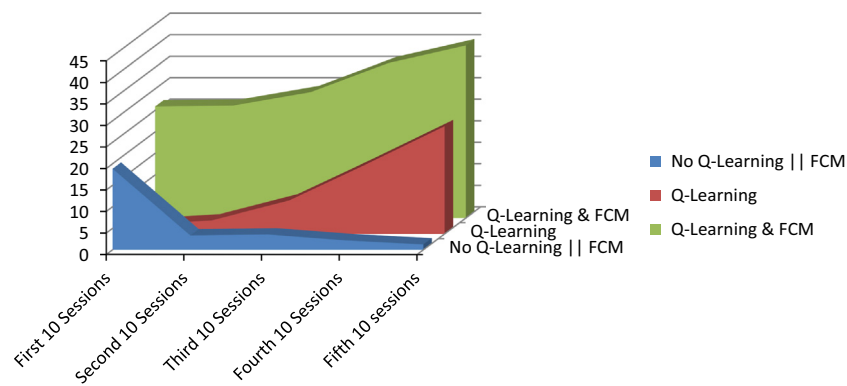 45
40
35
30
25
20
15
10
5
0
First 10 Sessions
Second 10 Sessions
Third 10 Sessions
Fourth 10 Sessions
Fifth 10 sessions
Q-Learning & FCM
Q-Learning
No Q-Learning || FCM
No Q-Learning || FCM
Q-Learning
Q-Learning & FCM